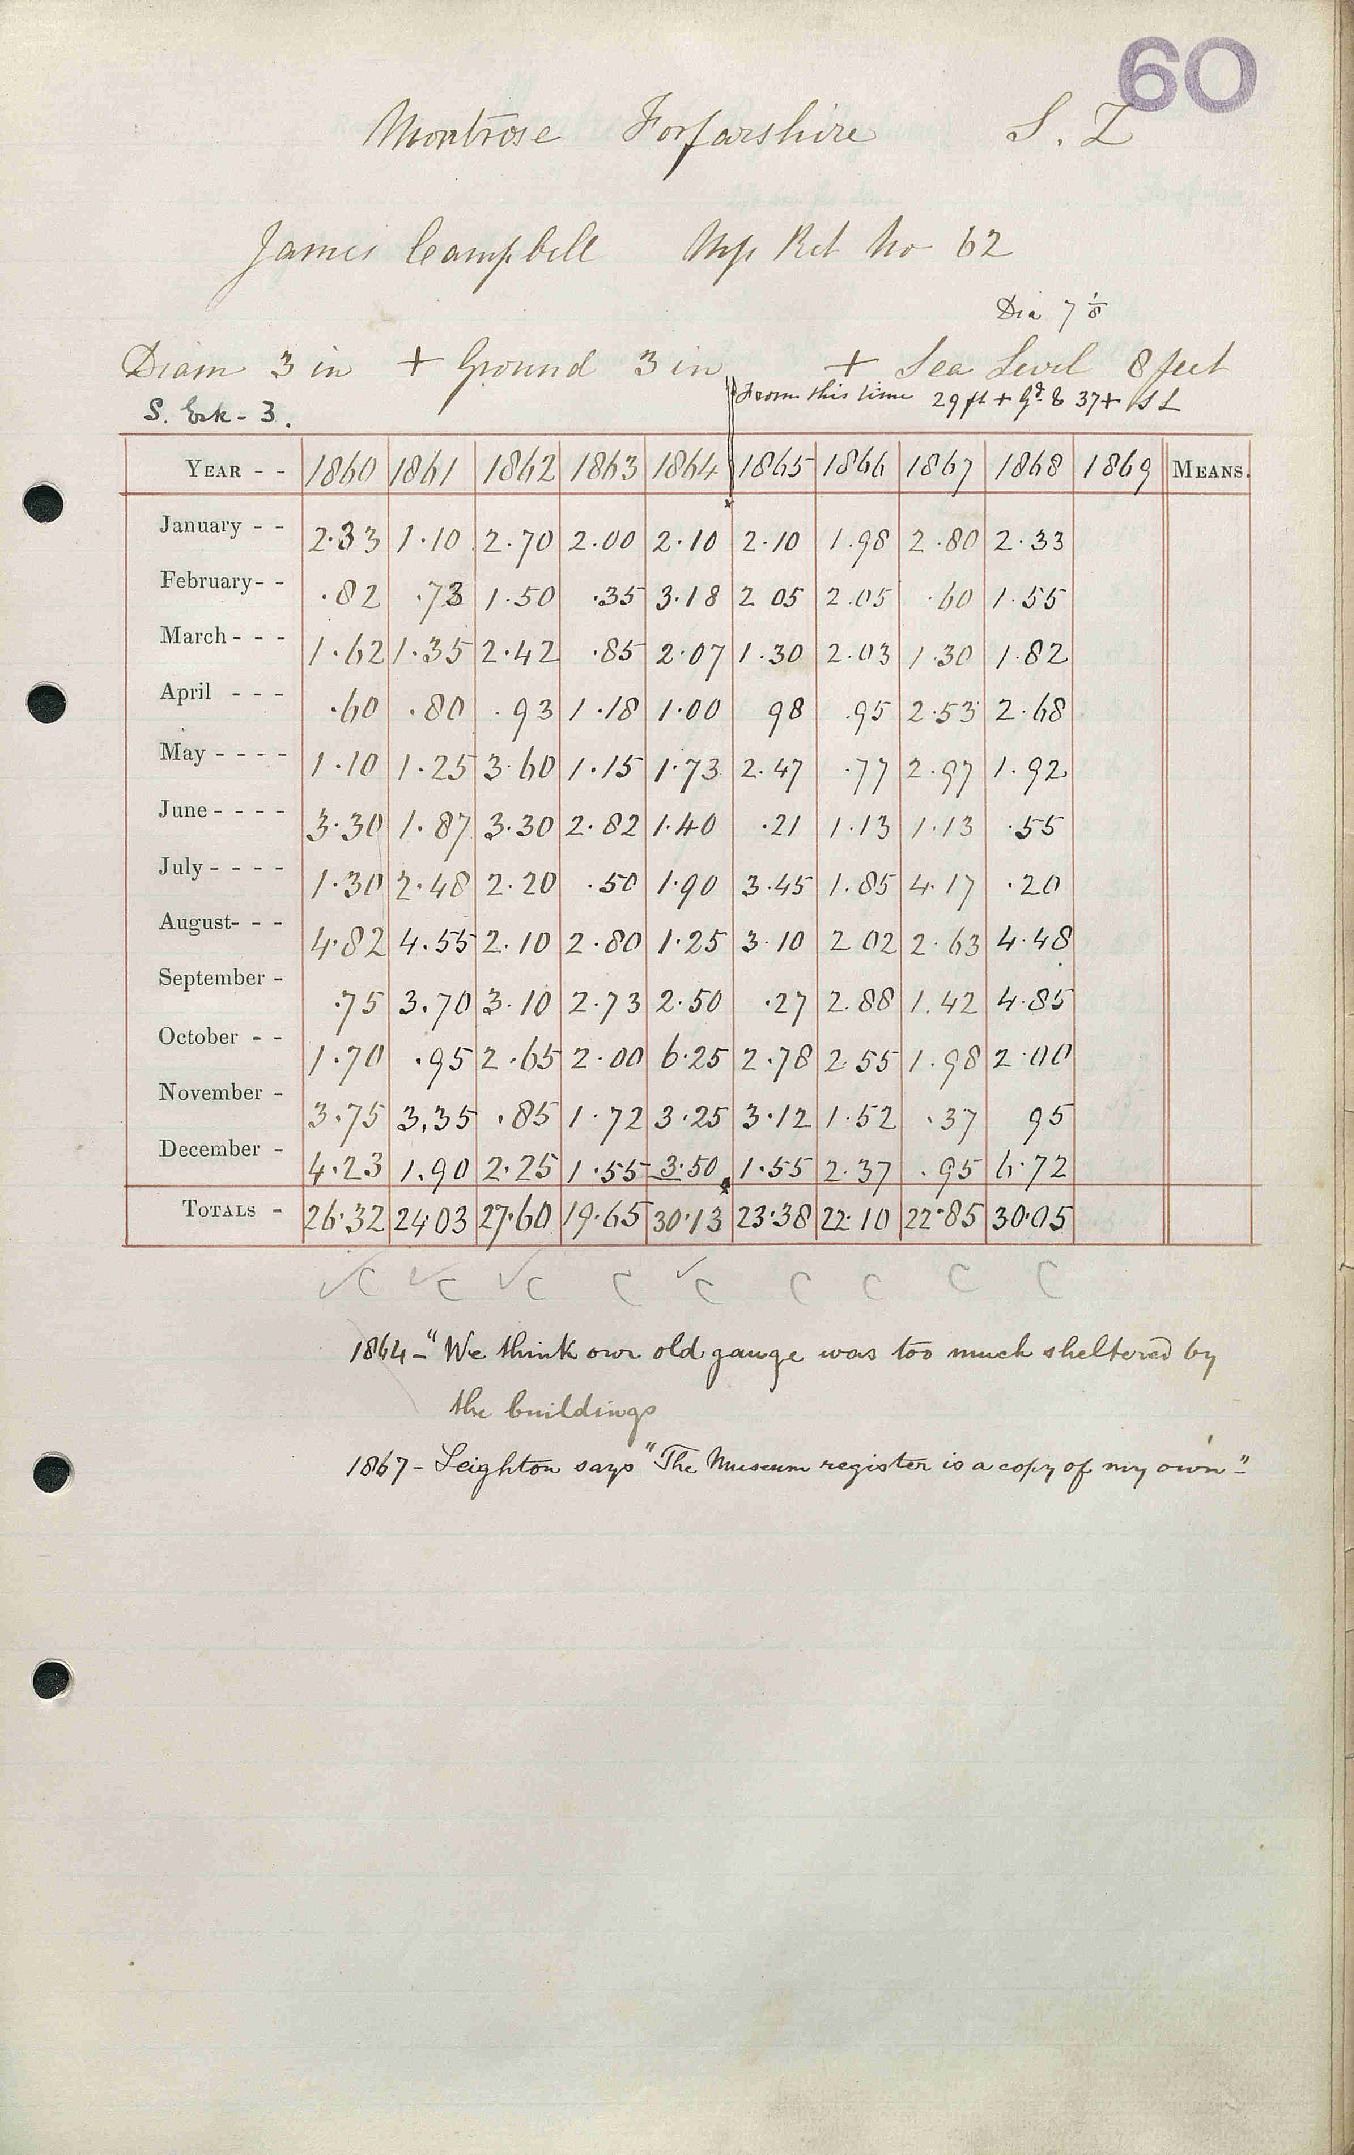 60
Montrose Forfarshire S. I
James Campbell Myp Ret No 62
Dia 7 1/8
Diam 3 in + Ground 3 in + Sea Level 8 feet
From this time 29 ft + Gd & 37 + S L
S. Esk - 3.
YEAR - - 1860 1861 1862 1863 1864 1865 1866 1867 1868 1869 MEANS.
January - - 2.33 1.10 2.70 2.00 2.10 2.10 1.98 2.80 2.33
February - - .82 .73 1.50 .35 3.18 2 05 2.05 .60 1.55
March - - - 1.62 1.35 2.42 .85 2.07 1.30 2.03 1.30 1.82
April - - - .60 .80 .93 1.18 1.00 98 .95 2.53 2.68
May - - - - 1.10 1.25 3.60 1.15 1.73 2.47 .77 2.97 1.92
June - - - - 3.30 1.87 3.30 2.82 1.40 .21 1.13 1.13 .55
July - - - - 1.30 2.48 2.20 .50 1.90 3.45 1.85 4.17 .20
August - - - 4.82 4.55 2.10 2.80 1.25 3.10 2 02 2.63 4.48
September - .75 3.70 3.10 2.73 2.50 .27 2.88 1.42 4.85
October - - 1.70 .95 2.65 2.00 6.25 2.78 2.55 1.98 2.00
November - 3.75 3.35 .85 1.72 3.25 3.12 1.52 .37 95
December - 4.23 1.90 2.25 1.55 3.50 1.55 2.37 .95 6.72
TOTALS - 26.32 24 03 27.60 19.65 30.13 23.38 22.10 22.85 30.05
C C C C C C C C C
1864 - "We think our old gauge was too much sheltered by
the buildings
1867 - Leighton says "The Museum register is a copy of my own"